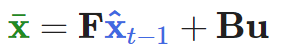 x̄ = Fx̂ₜ₋₁ + Bu